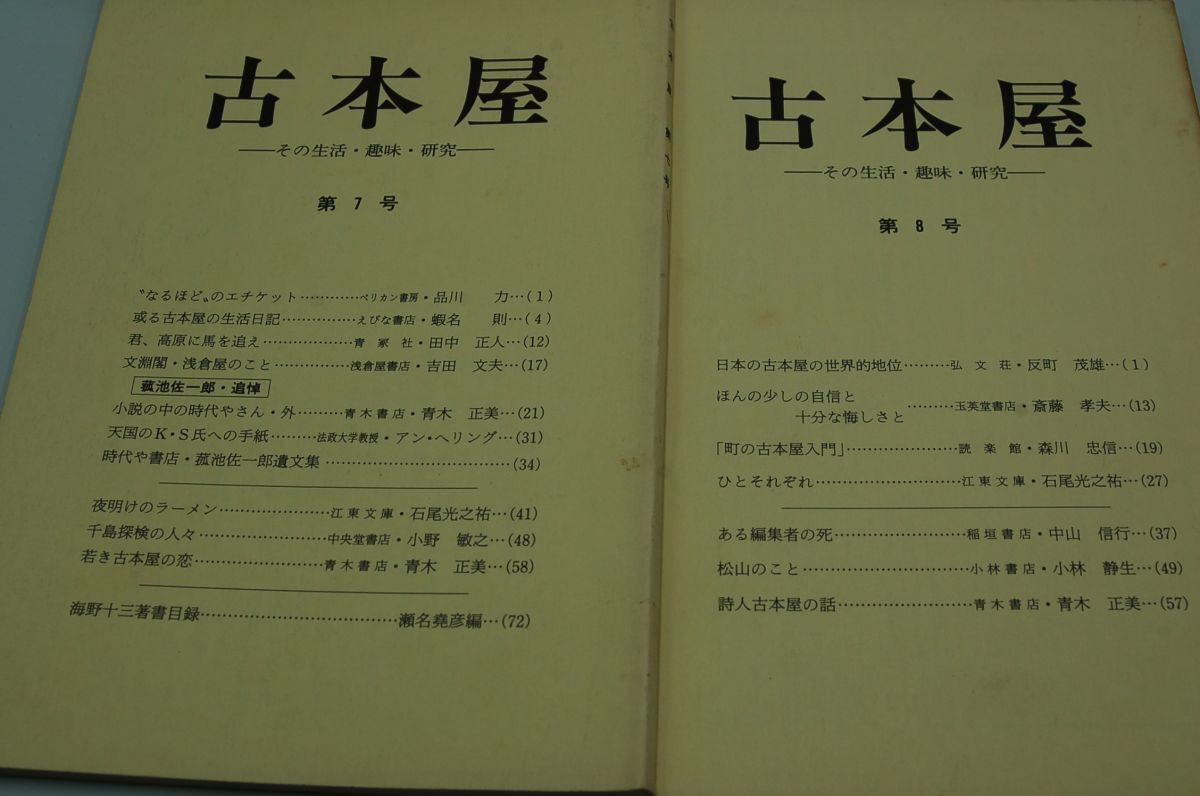 古本屋
――その生活・趣味・研究――
第7号
〝なるほど〟のエチケット…………ペリカン書房・品川 力…(1)
或る古本屋の生活日記……………えびな書店・蝦名 則…(4)
君、高原に馬を追え………………青冢社・田中 正人…(12)
文淵閣・浅倉屋のこと……………浅倉屋書店・吉田 文夫…(17)
菰池佐一郎・追悼
小説の中の時代やさん・外………青木書店・青木 正美…(21)
天国のK・S氏への手紙………法政大学教授・アン・ヘリング…(31)
時代や書店・菰池佐一郎遺文集………………………………(34)
夜明けのラーメン…………………江東文庫・石尾光之祐…(41)
千島探検の人々……………………中央堂書店・小野 敏之…(48)
若き古本屋の恋……………………青木書店・青木 正美…(58)
海野十三著書目録………………………………瀬名堯彦編…(72)
古本屋
――その生活・趣味・研究――
第8号
日本の古本屋の世界的地位………弘文荘・反町 茂雄…(1)
ほんの少しの自信と
十分な悔しさと………玉英堂書店・斎藤 孝夫…(13)
「町の古本屋入門」…………………読楽館・森川 忠信…(19)
ひとそれぞれ………………………江東文庫・石尾光之祐…(27)
ある編集者の死……………………稲垣書店・中山 信行…(37)
松山のこと…………………………小林書店・小林 静生…(49)
詩人古本屋の話……………………青木書店・青木 正美…(57)